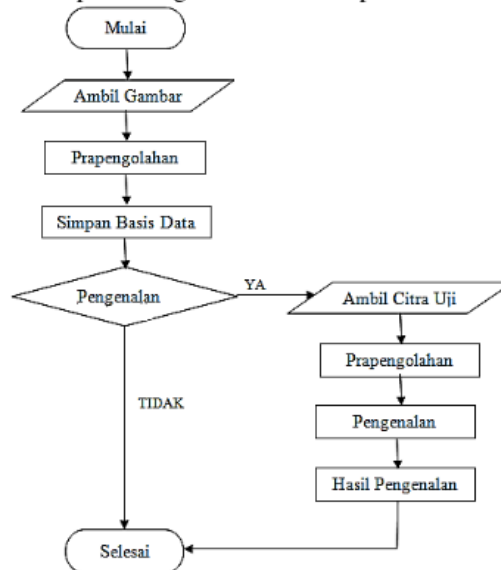 Mulai
Ambil Gambar
Prapengolahan
Simpan Basis Data
Pengenalan
YA
Ambil Citra Uji
Prapengolahan
Pengenalan
Hasil Pengenalan
TIDAK
Selesai